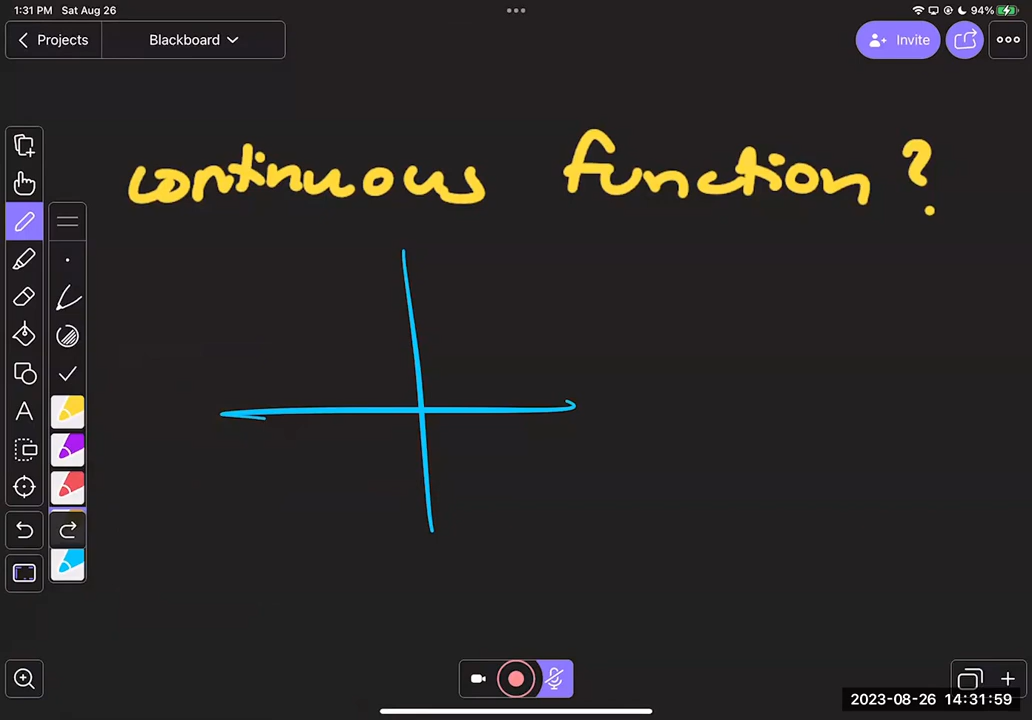 1:31 PM Sat Aug 26
94%
Projects
Blackboard
Invite
continuous function ?
A
2023-08-26 14:31:59